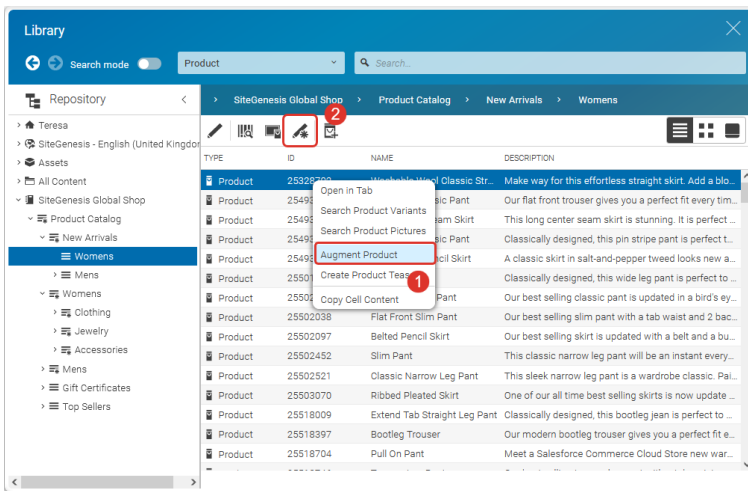 Library
Search mode
Product
Search...
Repository
SiteGenesis Global Shop > Product Catalog > New Arrivals > Womens
2
Teresa
SiteGenesis - English (United Kingdor
Assets
All Content
SiteGenesis Global Shop
Product Catalog
New Arrivals
Womens
Mens
Womens
Clothing
Jewelry
Accessories
Mens
Gift Certificates
Top Sellers
TYPE ID NAME DESCRIPTION
Product Classic Str... Make way for this effortless straight skirt. Add a blo...
Product Our flat front trouser gives you a perfect fit every tim...
Product This long center seam skirt is stunning. It is perfect ...
Product Classically designed, this pin stripe pant is perfect t...
Product A classic skirt in salt-and-pepper tweed looks new a...
Product Classically designed, this wide leg pant is perfect to ...
Product Pant Our best selling classic pant is updated in a bird's ey...
Product 25502038 Flat Front Slim Pant Our best selling slim pant with a tab waist and 2 bac...
Product 25502097 Belted Pencil Skirt Our best selling skirt is updated with a belt and a bu...
Product 25502452 Slim Pant This classic narrow leg pant will be an instant every...
Product 25502521 Classic Narrow Leg Pant This sleek narrow leg pant is a wardrobe classic. Pai...
Product 25503070 Ribbed Pleated Skirt One of our all time best selling skirts is now update ...
Product 25518009 Extend Tab Straight Leg Pant Classically designed, this bootleg jean is perfect to ...
Product 25518397 Bootleg Trouser Our modern bootleg trouser gives you a perfect fit e...
Product 25518704 Pull On Pant Meet a Salesforce Commerce Cloud Store new war...
Open in Tab
Search Product Variants
Search Product Pictures
Augment Product
Create Product Teas
1
Copy Cell Content